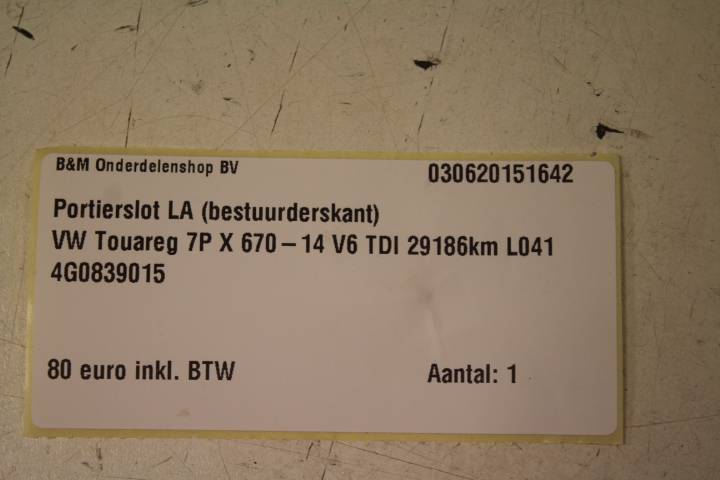 B&M Onderdelenshop BV 030620151642
Portierslot LA (bestuurderskant)
VW Touareg 7P X 670-14 V6 TDI 29186km L041
4G0839015
80 euro inkl. BTW Aantal: 1